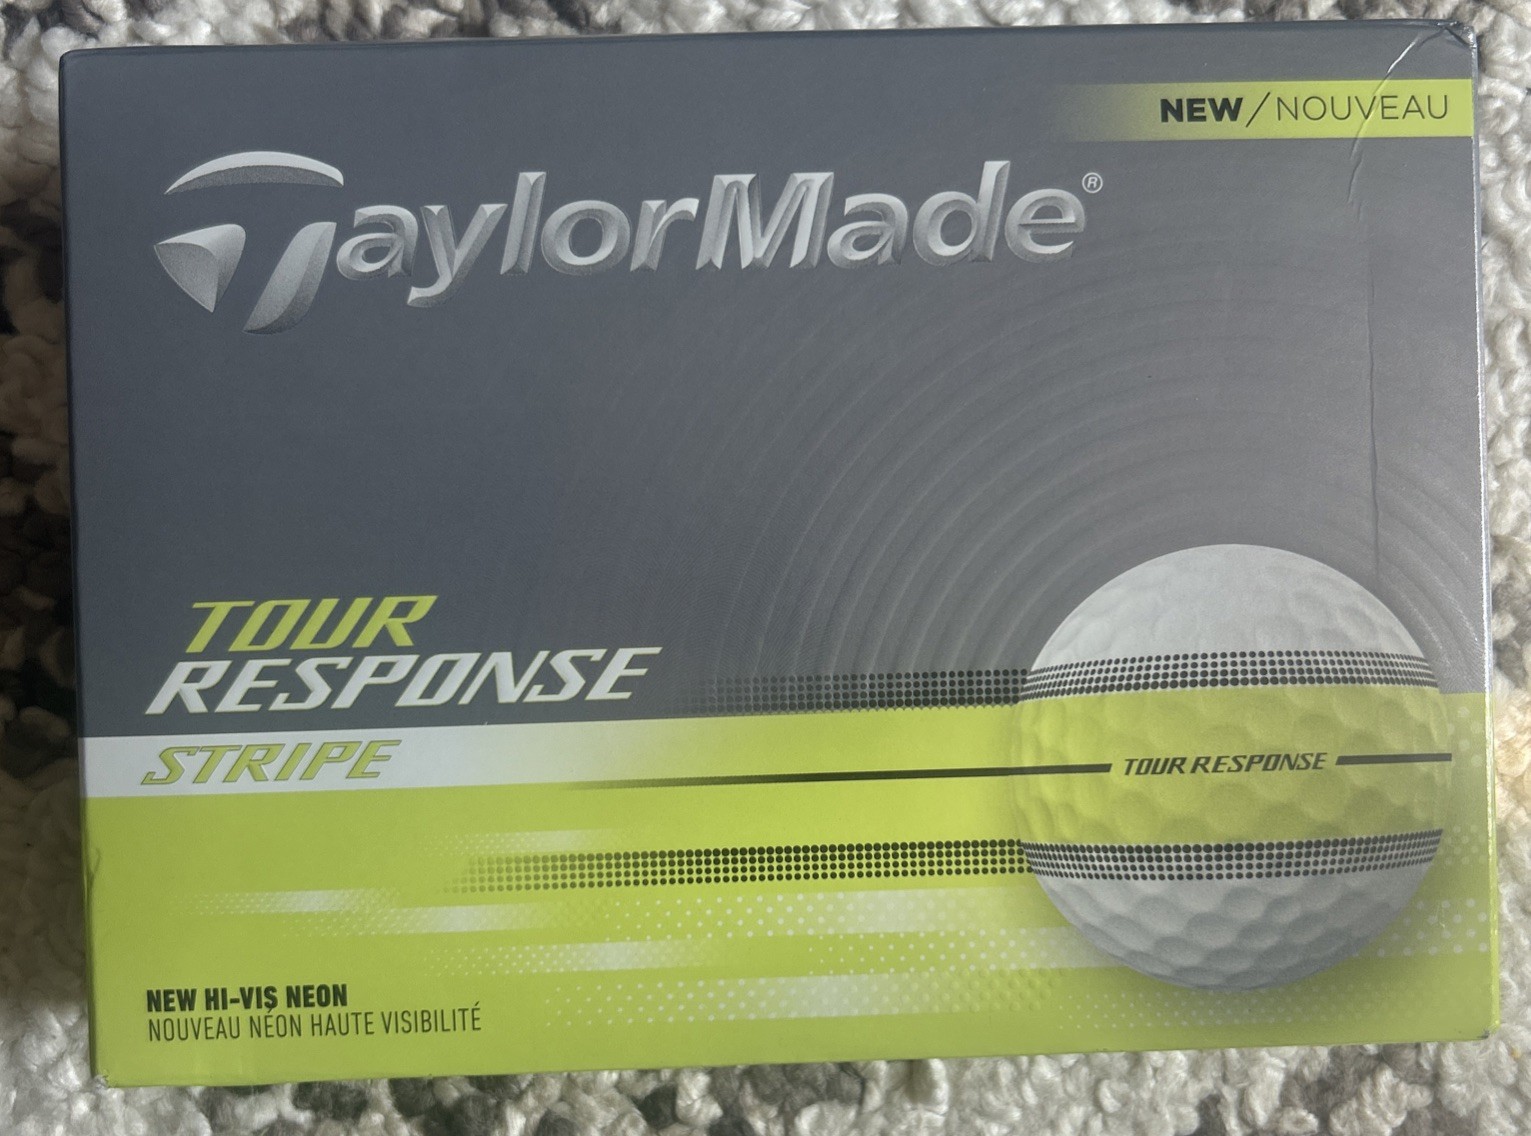 NEW/NOUVEAU
TaylorMade®
TOUR
RESPONSE
STRIPE
TOUR RESPONSE
NEW HI-VIS NEON
NOUVEAU NÉON HAUTE VISIBILITÉ